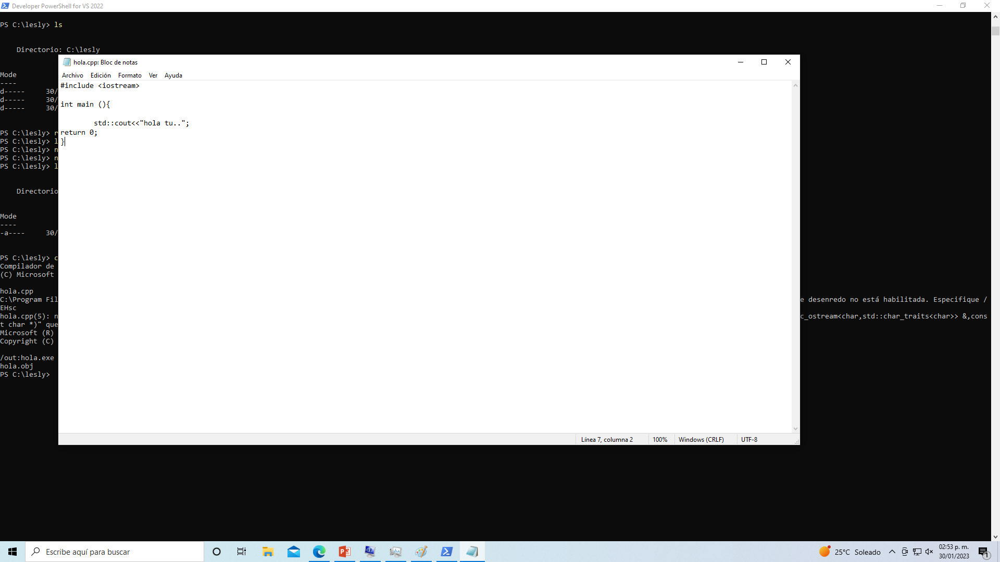 Developer PowerShell for VS 2022
PS C:\lesly> ls
Directorio: C:\lesly
Mode
----
d----- 30/
d----- 30/
d----- 30/
PS C:\lesly> r
PS C:\lesly> l
PS C:\lesly> n
PS C:\lesly> n
PS C:\lesly> l
Directorio
Mode
----
-a---- 30/
PS C:\lesly> c
Compilador de
(C) Microsoft
hola.cpp
C:\Program Fil e desenredo no está habilitada. Especifique /
EHsc
hola.cpp(5): n c_ostream<char,std::char_traits<char>> &,cons
t char *)" que
Microsoft (R)
Copyright (C)
/out:hola.exe
hola.obj
PS C:\lesly>
hola.cpp: Bloc de notas
Archivo Edición Formato Ver Ayuda
#include <iostream>
int main (){
std::cout<<"hola tu..";
return 0;
}
Línea 7, columna 2 100% Windows (CRLF) UTF-8
Escribe aquí para buscar
25°C Soleado
02:53 p. m.
30/01/2023
1